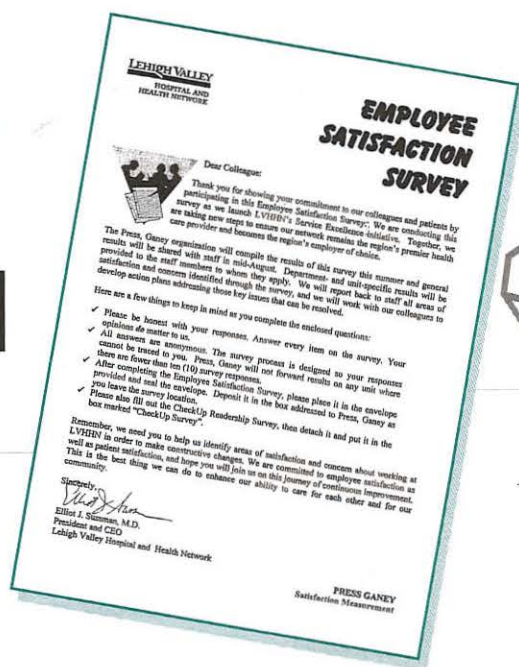 LEHIGH VALLEY
HOSPITAL AND
HEALTH NETWORK
EMPLOYEE
SATISFACTION
SURVEY
Dear Colleague:
Thank you for showing your commitment to our colleagues and patients by
participating in this Employee Satisfaction Survey. We are conducting this
survey as we launch LVHHN's Service Excellence initiative. Together, we
are taking new steps to ensure our network remains the region's premier health
care provider and becomes the region's employer of choice.
The Press, Ganey organization will compile the results of this survey this summer and general
results will be shared with staff in mid-August. Department- and unit-specific results will be
provided to the staff members to whom they apply. We will report back to staff all areas of
satisfaction and concern identified through the survey, and we will work with our colleagues to
develop action plans addressing those key issues that can be resolved.
Here are a few things to keep in mind as you complete the enclosed questions:
✓ Please be honest with your responses. Answer every item on the survey. Your
opinions do matter to us.
✓ All answers are anonymous. The survey process is designed so your responses
cannot be traced to you. Press, Ganey will not forward results on any unit where
there are fewer than ten (10) survey responses.
✓ After completing the Employee Satisfaction Survey, please place it in the envelope
provided and seal the envelope. Deposit it in the box addressed to Press, Ganey as
you leave the survey location.
✓ Please also fill out the CheckUp Readership Survey, then detach it and put it in the
box marked "CheckUp Survey".
Remember, we need you to help us identify areas of satisfaction and concern about working at
LVHHN in order to make constructive changes. We are committed to employee satisfaction as
well as patient satisfaction, and hope you will join us on this journey of continuous improvement.
This is the best thing we can do to enhance our ability to care for each other and for our
community.
Sincerely,
Elliot J. Sussman, M.D.
President and CEO
Lehigh Valley Hospital and Health Network
PRESS GANEY
Satisfaction Measurement